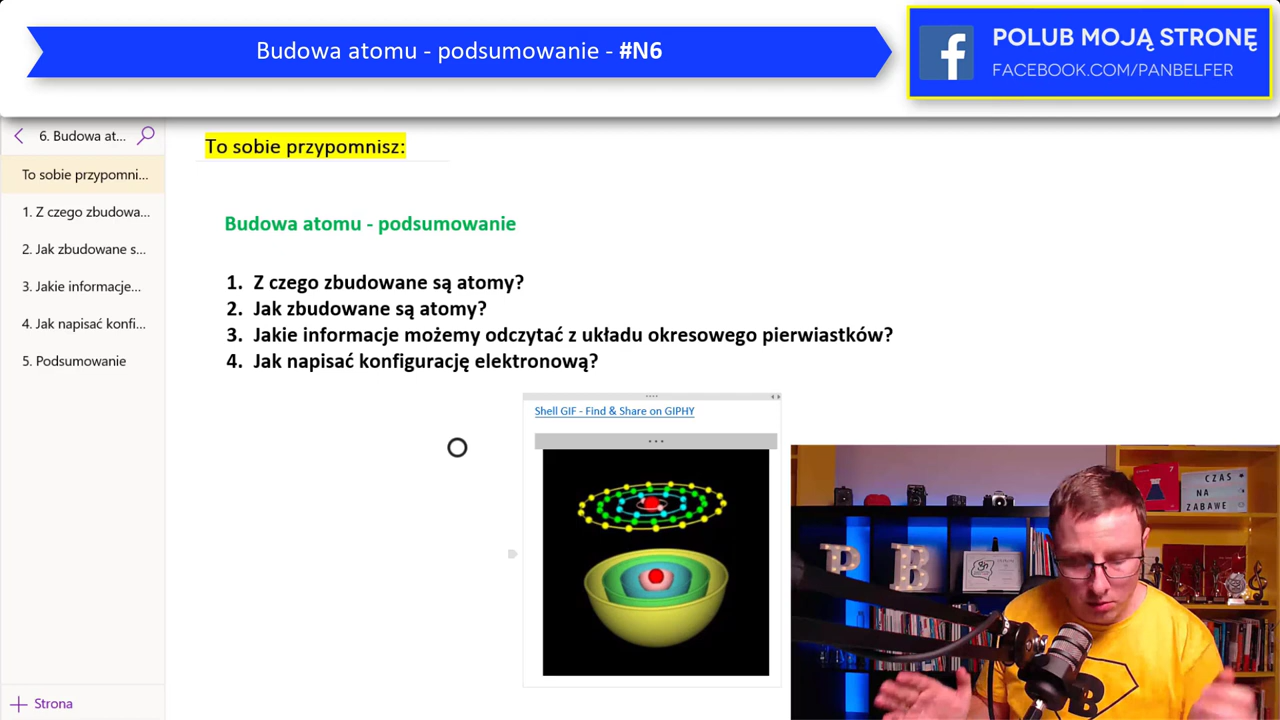 Budowa atomu - podsumowanie - #N6
POLUB MOJĄ STRONĘ
FACEBOOK.COM/PANBELFER
6. Budowa at...
To sobie przypomni...
1. Z czego zbudowa...
2. Jak zbudowane s...
3. Jakie informacje...
4. Jak napisać konfi...
5. Podsumowanie
Strona
To sobie przypomnisz:
Budowa atomu - podsumowanie
1. Z czego zbudowane są atomy?
2. Jak zbudowane są atomy?
3. Jakie informacje możemy odczytać z układu okresowego pierwiastków?
4. Jak napisać konfigurację elektronową?
Shell GIF - Find & Share on GIPHY
CZAS
NA
ZABAWE
P B